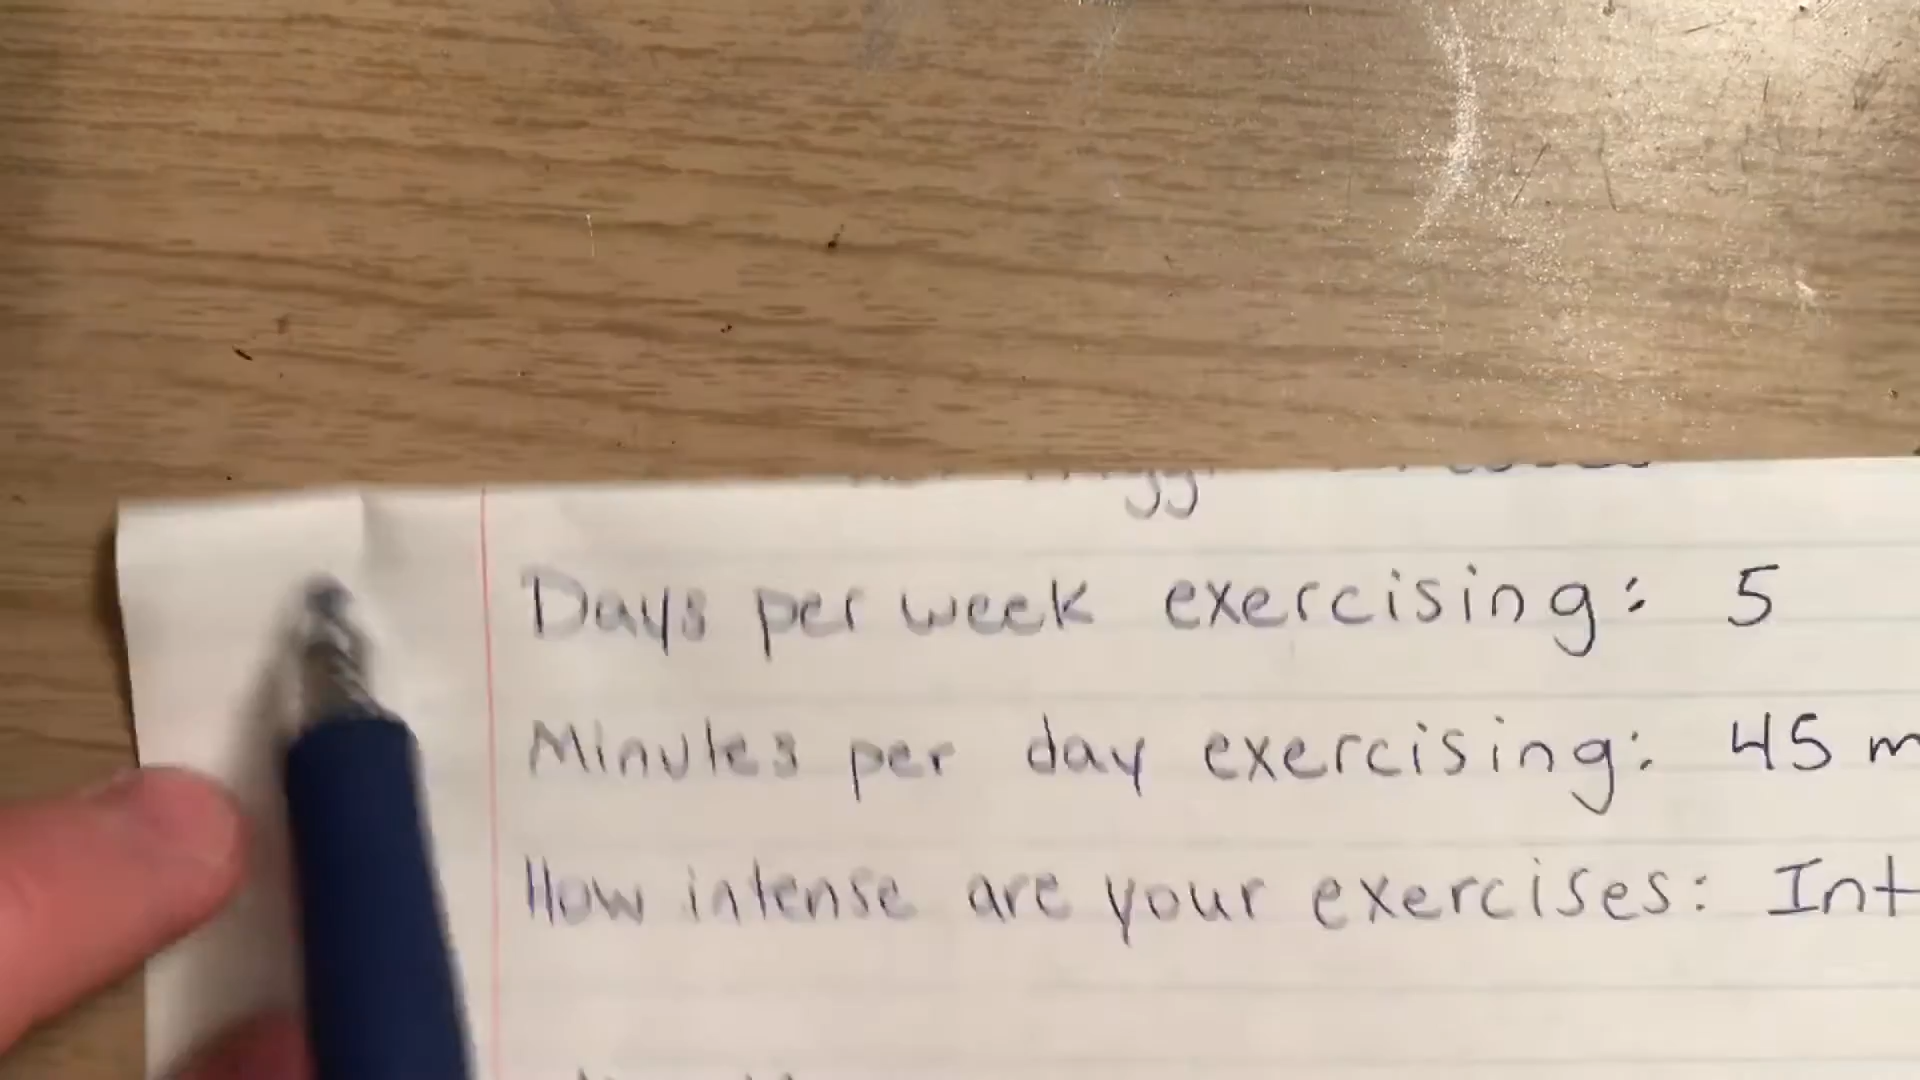 Days per week exercising: 5
Minutes per day exercising: 45 m
How intense are your exercises: Int